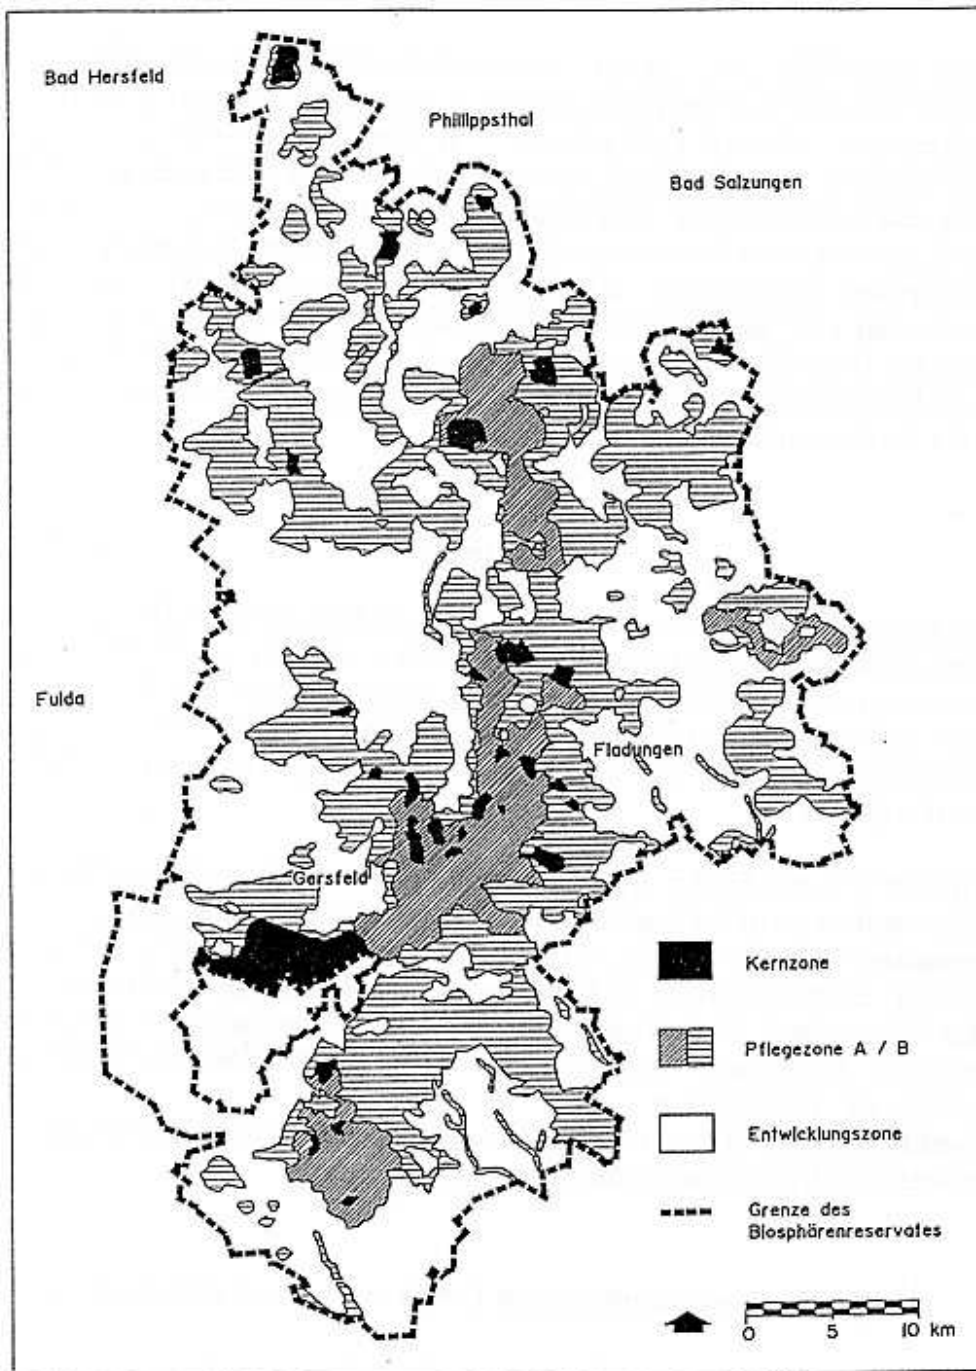 Bad Hersfeld
Philippsthal
Bad Salzungen
Fulda
Fladungen
Gersfeld
Kernzone
Pflegezone A / B
Entwicklungszone
Grenze des
Biosphärenreservates
0 5 10 km